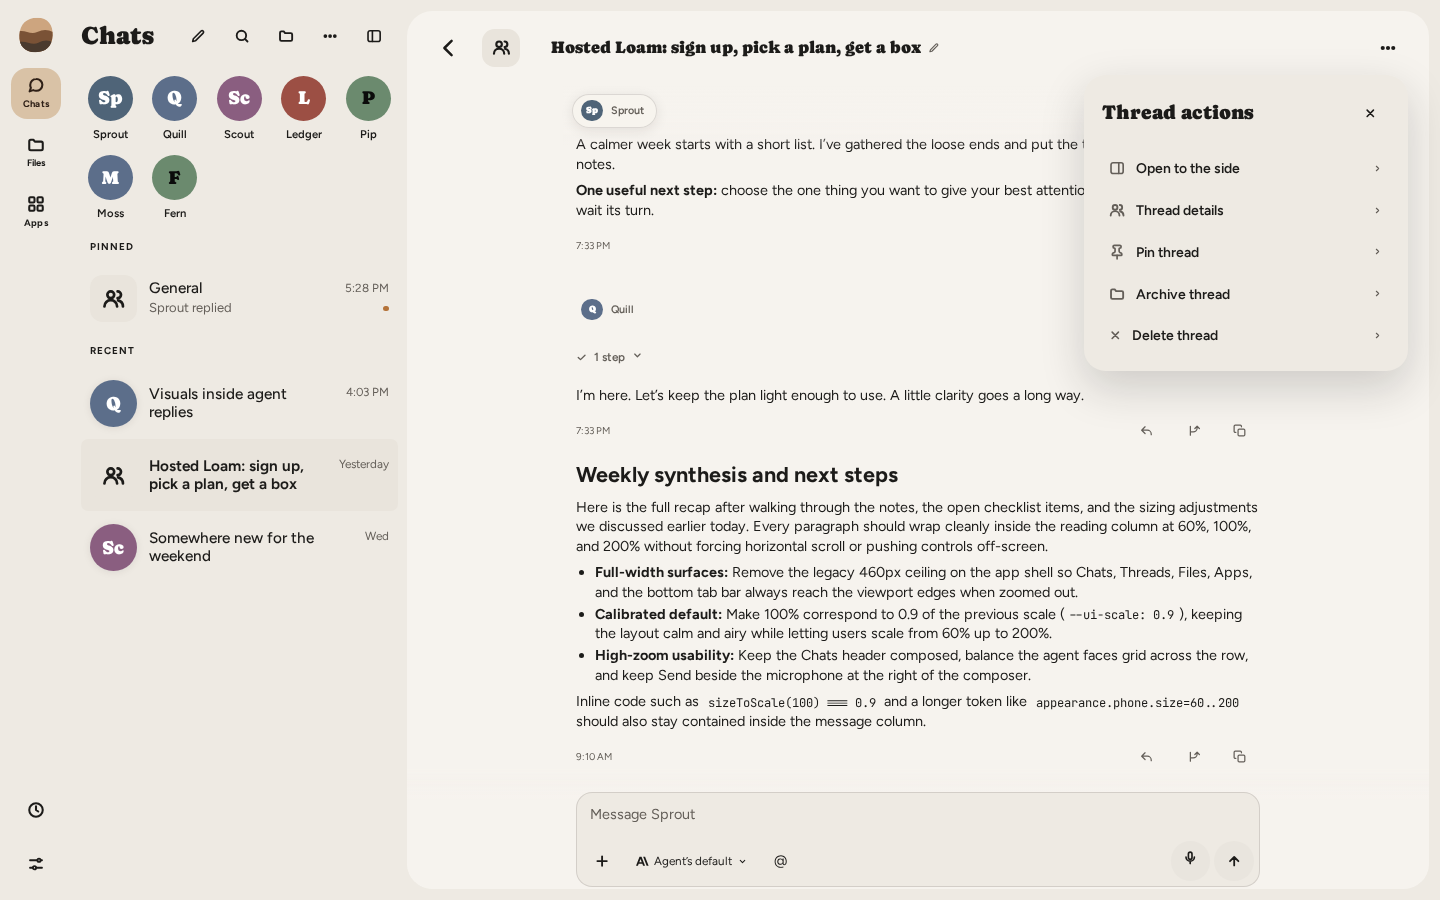 Chats
Chats
Files
Apps
Sp
Sprout
Q
Quill
Sc
Scout
L
Ledger
P
Pip
M
Moss
F
Fern
PINNED
General
5:28 PM
Sprout replied
RECENT
Q
Visuals inside agent
replies
4:03 PM
Hosted Loam: sign up,
pick a plan, get a box
Yesterday
Sc
Somewhere new for the
weekend
Wed
Hosted Loam: sign up, pick a plan, get a box
Sp Sprout
A calmer week starts with a short list. I've gathered the loose ends and put the
notes.
One useful next step: choose the one thing you want to give your best attentio
wait its turn.
7:33 PM
Q Quill
1 step
I'm here. Let's keep the plan light enough to use. A little clarity goes a long way.
7:33 PM
Weekly synthesis and next steps
Here is the full recap after walking through the notes, the open checklist items, and the sizing adjustments
we discussed earlier today. Every paragraph should wrap cleanly inside the reading column at 60%, 100%,
and 200% without forcing horizontal scroll or pushing controls off-screen.
• Full-width surfaces: Remove the legacy 460px ceiling on the app shell so Chats, Threads, Files, Apps,
and the bottom tab bar always reach the viewport edges when zoomed out.
• Calibrated default: Make 100% correspond to 0.9 of the previous scale ( --ui-scale: 0.9 ), keeping
the layout calm and airy while letting users scale from 60% up to 200%.
• High-zoom usability: Keep the Chats header composed, balance the agent faces grid across the row,
and keep Send beside the microphone at the right of the composer.
Inline code such as sizeToScale(100) === 0.9 and a longer token like appearance.phone.size=60..200
should also stay contained inside the message column.
9:10 AM
Message Sprout
Agent's default
@
Thread actions
Open to the side
Thread details
Pin thread
Archive thread
Delete thread